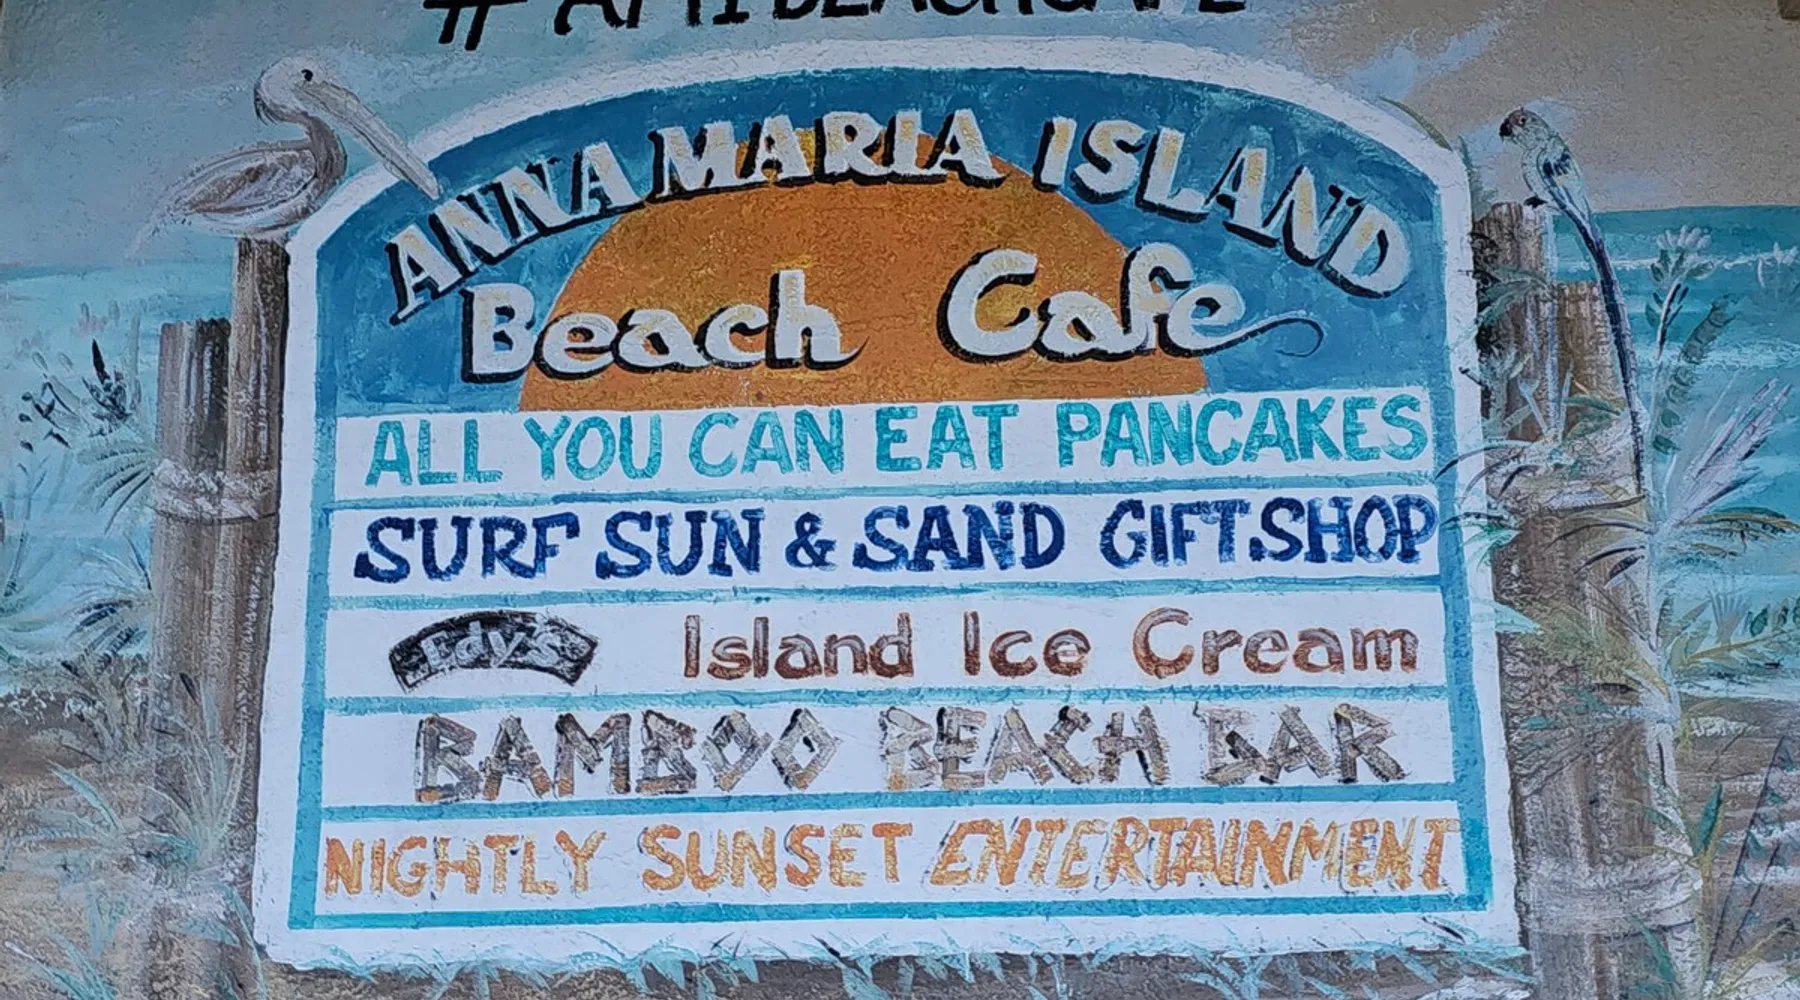 #AMIBEACHCAFE
ANNA MARIA ISLAND
Beach Cafe
ALL YOU CAN EAT PANCAKES
SURF SUN & SAND GIFT SHOP
Edy's Island Ice Cream
BAMBOO BEACH BAR
NIGHTLY SUNSET ENTERTAINMENT